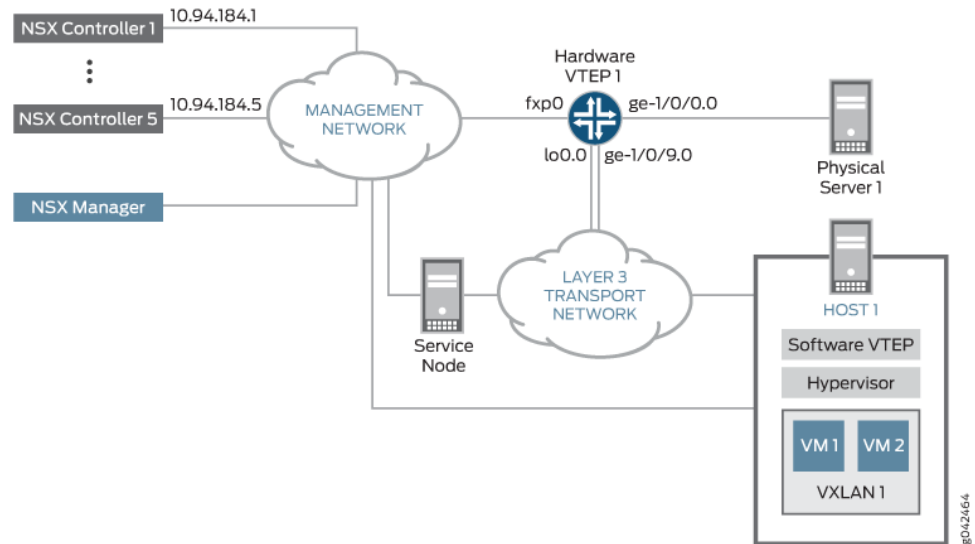 NSX Controller 1
10.94.184.1
NSX Controller 5
10.94.184.5
NSX Manager
MANAGEMENT
NETWORK
Hardware
VTEP 1
fxp0
ge-1/0/0.0
lo0.0
ge-1/0/9.0
Physical
Server 1
LAYER 3
TRANSPORT
NETWORK
Service
Node
HOST 1
Software VTEP
Hypervisor
VM 1
VM 2
VXLAN 1
g042464